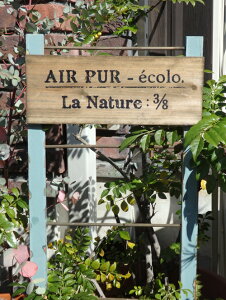 AIR PUR - écolo.
La Nature : 3/8